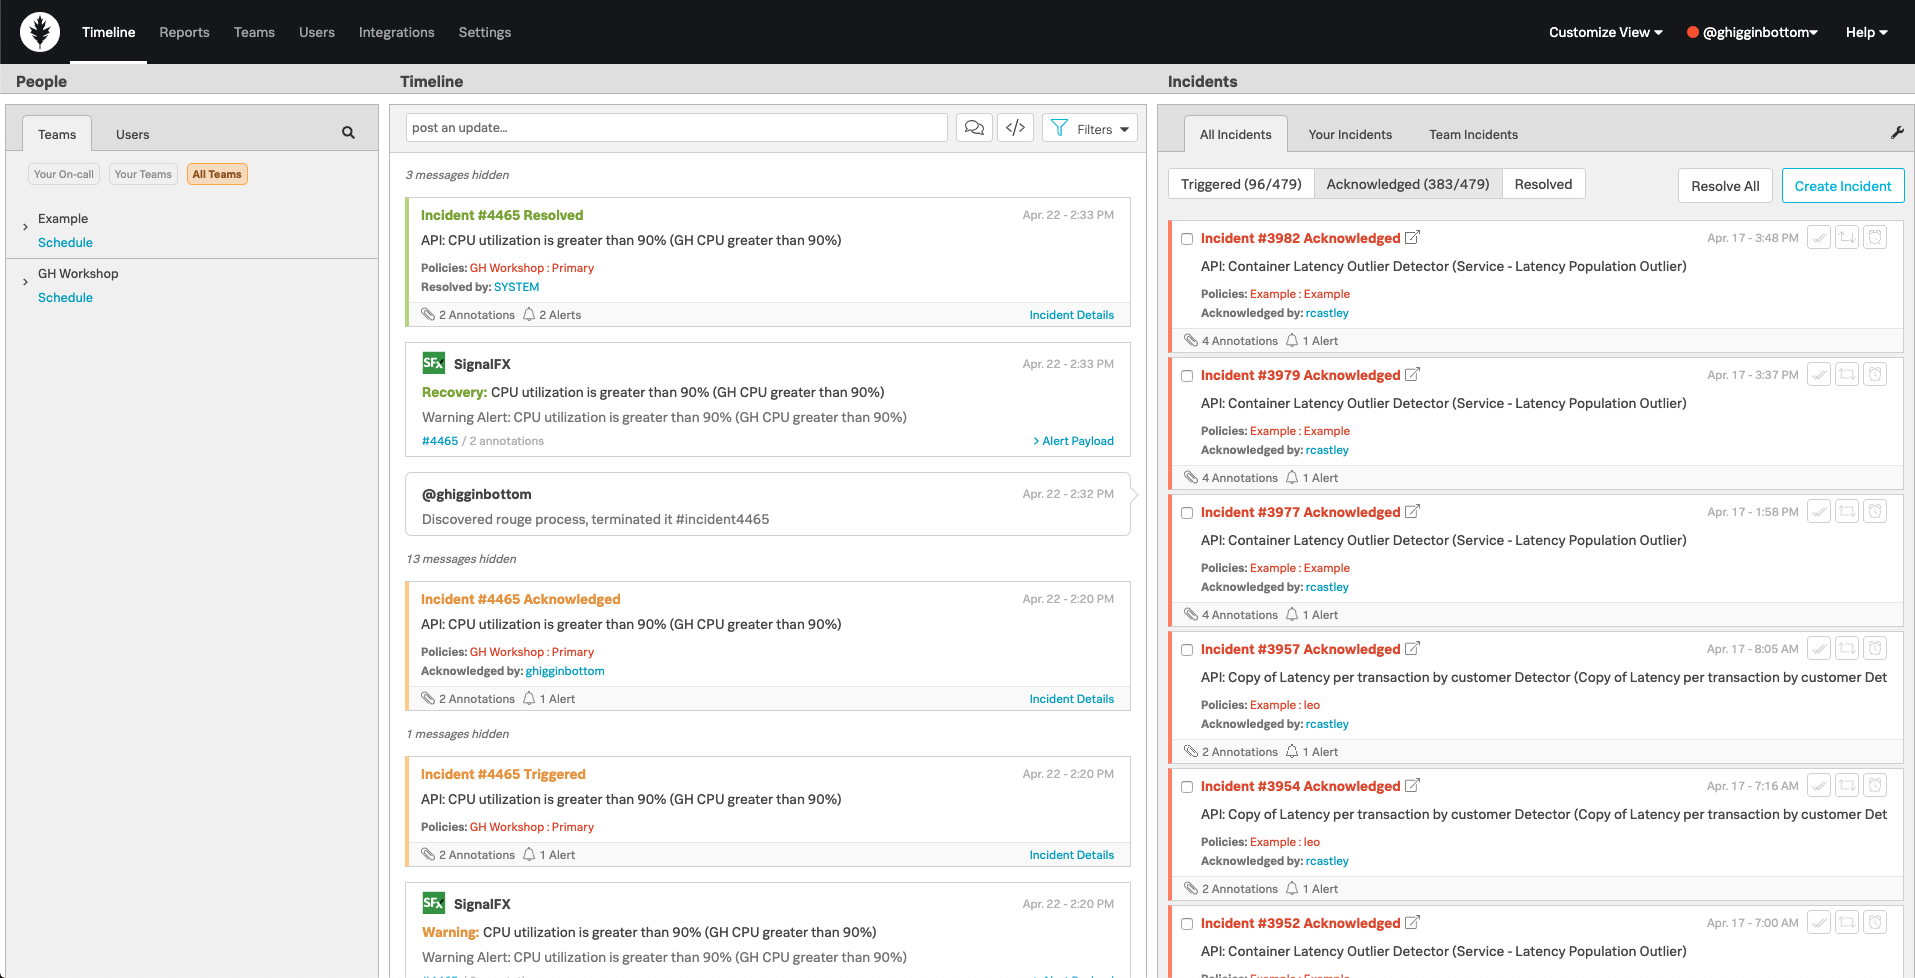 Timeline
Reports
Teams
Users
Integrations
Settings
Customize View
@ghigginbottom
Help
People
Timeline
Incidents
Teams
Users
Your On-call
Your Teams
All Teams
Example
Schedule
GH Workshop
Schedule
post an update...
</>
Filters
3 messages hidden
Incident #4465 Resolved
Apr. 22 - 2:33 PM
API: CPU utilization is greater than 90% (GH CPU greater than 90%)
Policies: GH Workshop : Primary
Resolved by: SYSTEM
2 Annotations 2 Alerts
Incident Details
SFx SignalFX
Apr. 22 - 2:33 PM
Recovery: CPU utilization is greater than 90% (GH CPU greater than 90%)
Warning Alert: CPU utilization is greater than 90% (GH CPU greater than 90%)
#4465 / 2 annotations
> Alert Payload
@ghigginbottom
Apr. 22 - 2:32 PM
Discovered rouge process, terminated it #incident4465
13 messages hidden
Incident #4465 Acknowledged
Apr. 22 - 2:20 PM
API: CPU utilization is greater than 90% (GH CPU greater than 90%)
Policies: GH Workshop : Primary
Acknowledged by: ghigginbottom
2 Annotations 1 Alert
Incident Details
1 messages hidden
Incident #4465 Triggered
Apr. 22 - 2:20 PM
API: CPU utilization is greater than 90% (GH CPU greater than 90%)
Policies: GH Workshop : Primary
2 Annotations 1 Alert
Incident Details
SFx SignalFX
Apr. 22 - 2:20 PM
Warning: CPU utilization is greater than 90% (GH CPU greater than 90%)
Warning Alert: CPU utilization is greater than 90% (GH CPU greater than 90%)
All Incidents
Your Incidents
Team Incidents
Triggered (96/479)
Acknowledged (383/479)
Resolved
Resolve All
Create Incident
Incident #3982 Acknowledged
Apr. 17 - 3:48 PM
API: Container Latency Outlier Detector (Service - Latency Population Outlier)
Policies: Example : Example
Acknowledged by: rcastley
4 Annotations 1 Alert
Incident #3979 Acknowledged
Apr. 17 - 3:37 PM
API: Container Latency Outlier Detector (Service - Latency Population Outlier)
Policies: Example : Example
Acknowledged by: rcastley
4 Annotations 1 Alert
Incident #3977 Acknowledged
Apr. 17 - 1:58 PM
API: Container Latency Outlier Detector (Service - Latency Population Outlier)
Policies: Example : Example
Acknowledged by: rcastley
4 Annotations 1 Alert
Incident #3957 Acknowledged
Apr. 17 - 8:05 AM
API: Copy of Latency per transaction by customer Detector (Copy of Latency per transaction by customer Det
Policies: Example : leo
Acknowledged by: rcastley
2 Annotations 1 Alert
Incident #3954 Acknowledged
Apr. 17 - 7:16 AM
API: Copy of Latency per transaction by customer Detector (Copy of Latency per transaction by customer Det
Policies: Example : leo
Acknowledged by: rcastley
2 Annotations 1 Alert
Incident #3952 Acknowledged
Apr. 17 - 7:00 AM
API: Container Latency Outlier Detector (Service - Latency Population Outlier)